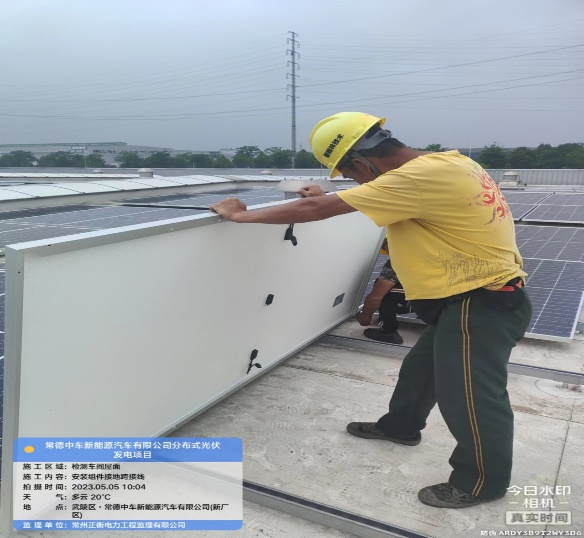 常德中车新能源汽车有限公司分布式光伏
发电项目
施工区域：检测车间屋面
施工内容：安装组件接地跨接线
拍摄时间：2023.05.05 10:04
天气：多云 20℃
地点：武陵区·常德中车新能源汽车有限公司(新厂区)
监理单位：常州正衡电力工程监理有限公司
今日水印
相机
真实时间
防伪 ARDY3B9T2WY3D6